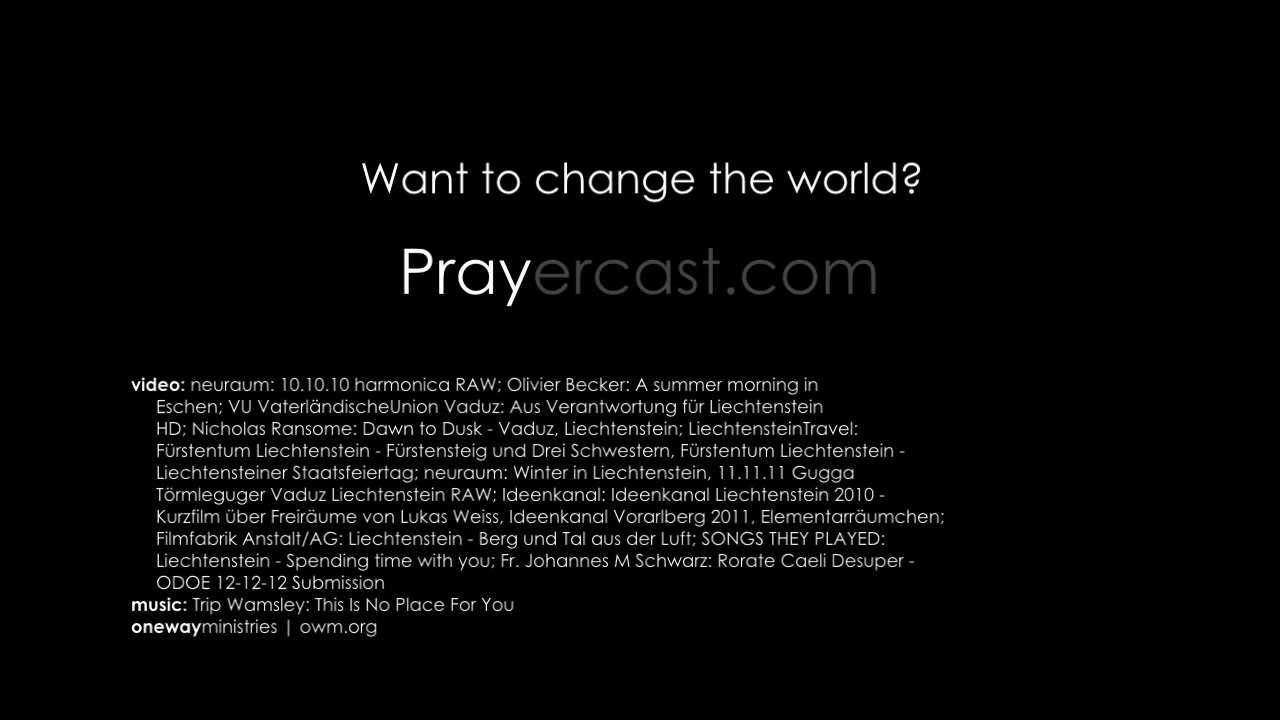 Want to change the world?
Prayercast.com
video: neuraum: 10.10.10 harmonica RAW; Olivier Becker: A summer morning in
Eschen; VU VaterländischeUnion Vaduz: Aus Verantwortung für Liechtenstein
HD; Nicholas Ransome: Dawn to Dusk - Vaduz, Liechtenstein; LiechtensteinTravel:
Fürstentum Liechtenstein - Fürstensteig und Drei Schwestern, Fürstentum Liechtenstein -
Liechtensteiner Staatsfeiertag; neuraum: Winter in Liechtenstein, 11.11.11 Gugga
Törmleguger Vaduz Liechtenstein RAW; Ideenkanal: Ideenkanal Liechtenstein 2010 -
Kurzfilm über Freiräume von Lukas Weiss, Ideenkanal Vorarlberg 2011, Elementarräumchen;
Filmfabrik Anstalt/AG: Liechtenstein - Berg und Tal aus der Luft; SONGS THEY PLAYED:
Liechtenstein - Spending time with you; Fr. Johannes M Schwarz: Rorate Caeli Desuper -
ODOE 12-12-12 Submission
music: Trip Wamsley: This Is No Place For You
onewayministries | owm.org